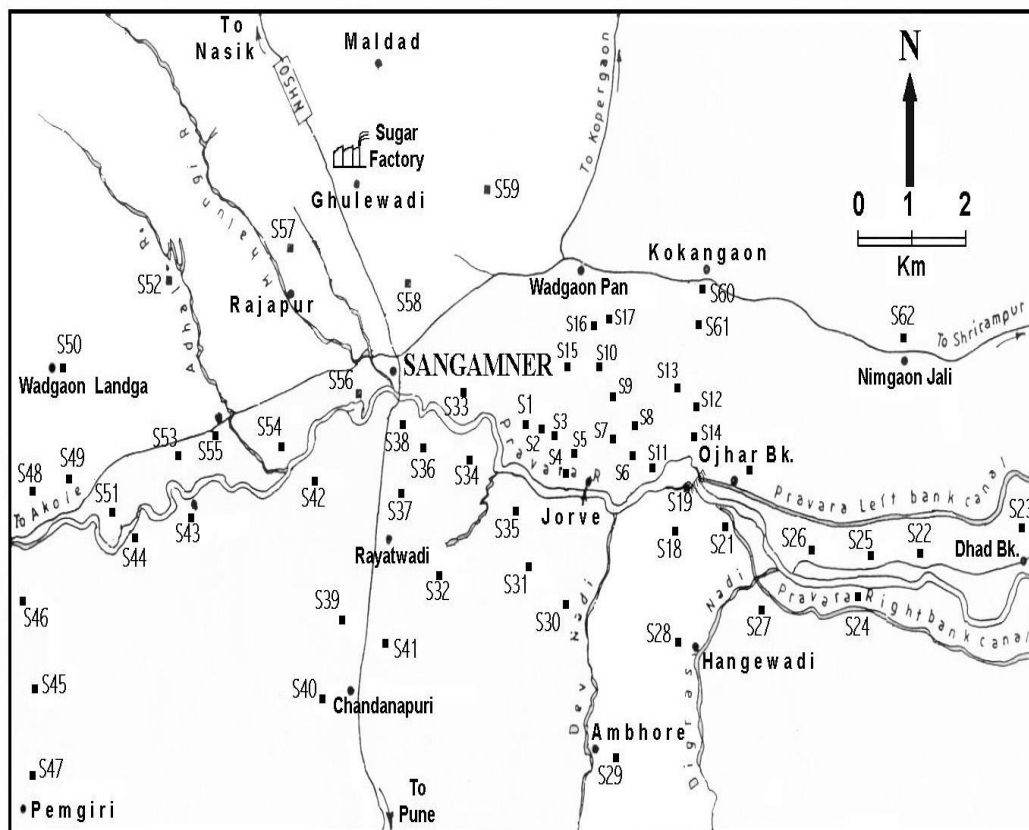 To
Nasik
Maldad
N
NH50
Sugar
Factory
Ghulewadi
To Kopergaon
0 1 2
Km
Mahalungi R.
Adhala R.
S59
S57
S52
Rajapur
S58
Kokangaon
Wadgaon Pan
S60
S16
S17
S61
S62
To Shrirampur
Nimgaon Jali
S50
Wadgaon Landga
SANGAMNER
S15
S10
S13
S56
S33
S9
S12
S1
S2
S3
S8
S7
S14
S53
S55
S54
S38
S36
S34
S5
S4
S6
S11
Pravara R
Ojhar Bk.
S48
S49
S51
S42
S37
S35
Jorve
S19
Pravara Left bank canal
S23
To Akole
S44
S43
Rayatwadi
S18
S21
S26
S25
S22
Dhad Bk.
S32
S31
S46
S39
S30
Dev Nadi
Nadi
S27
Pravara Right bank canal
S24
S41
S28
Hangewadi
S45
S40
Chandanapuri
Digraas
Ambhore
S29
S47
Pemgiri
To
Pune